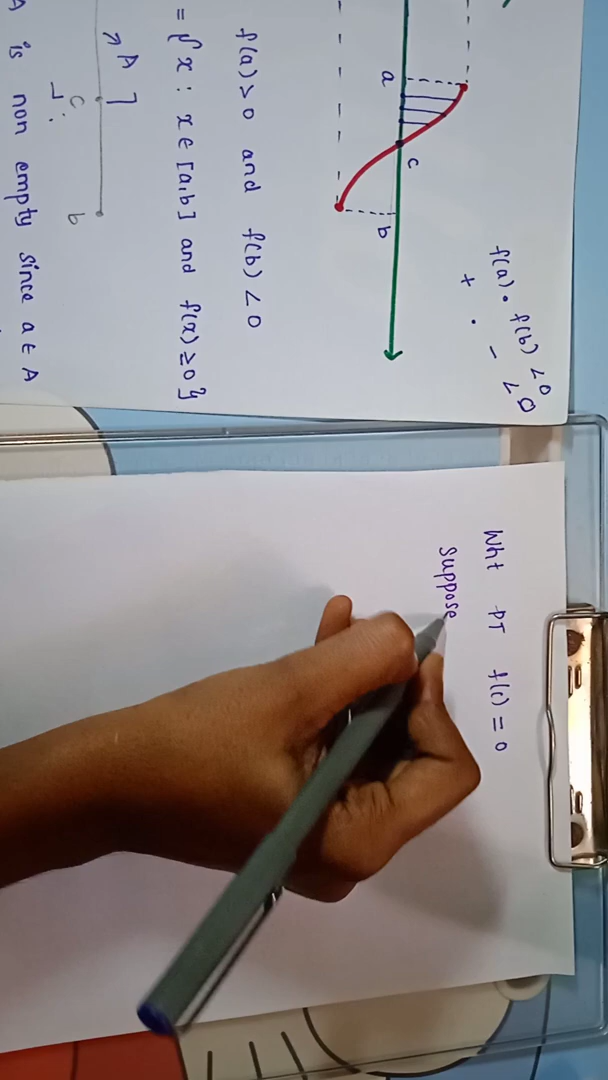 f(a) · f(b) < 0
+ · - < 0
a
c
b
f(a) > 0 and f(b) < 0
= { x : x ∈ [a,b] and f(x) ≥ 0 }
A ]
c
b
A is non empty since a ∈ A
Wht PT f(c) = 0
Suppose